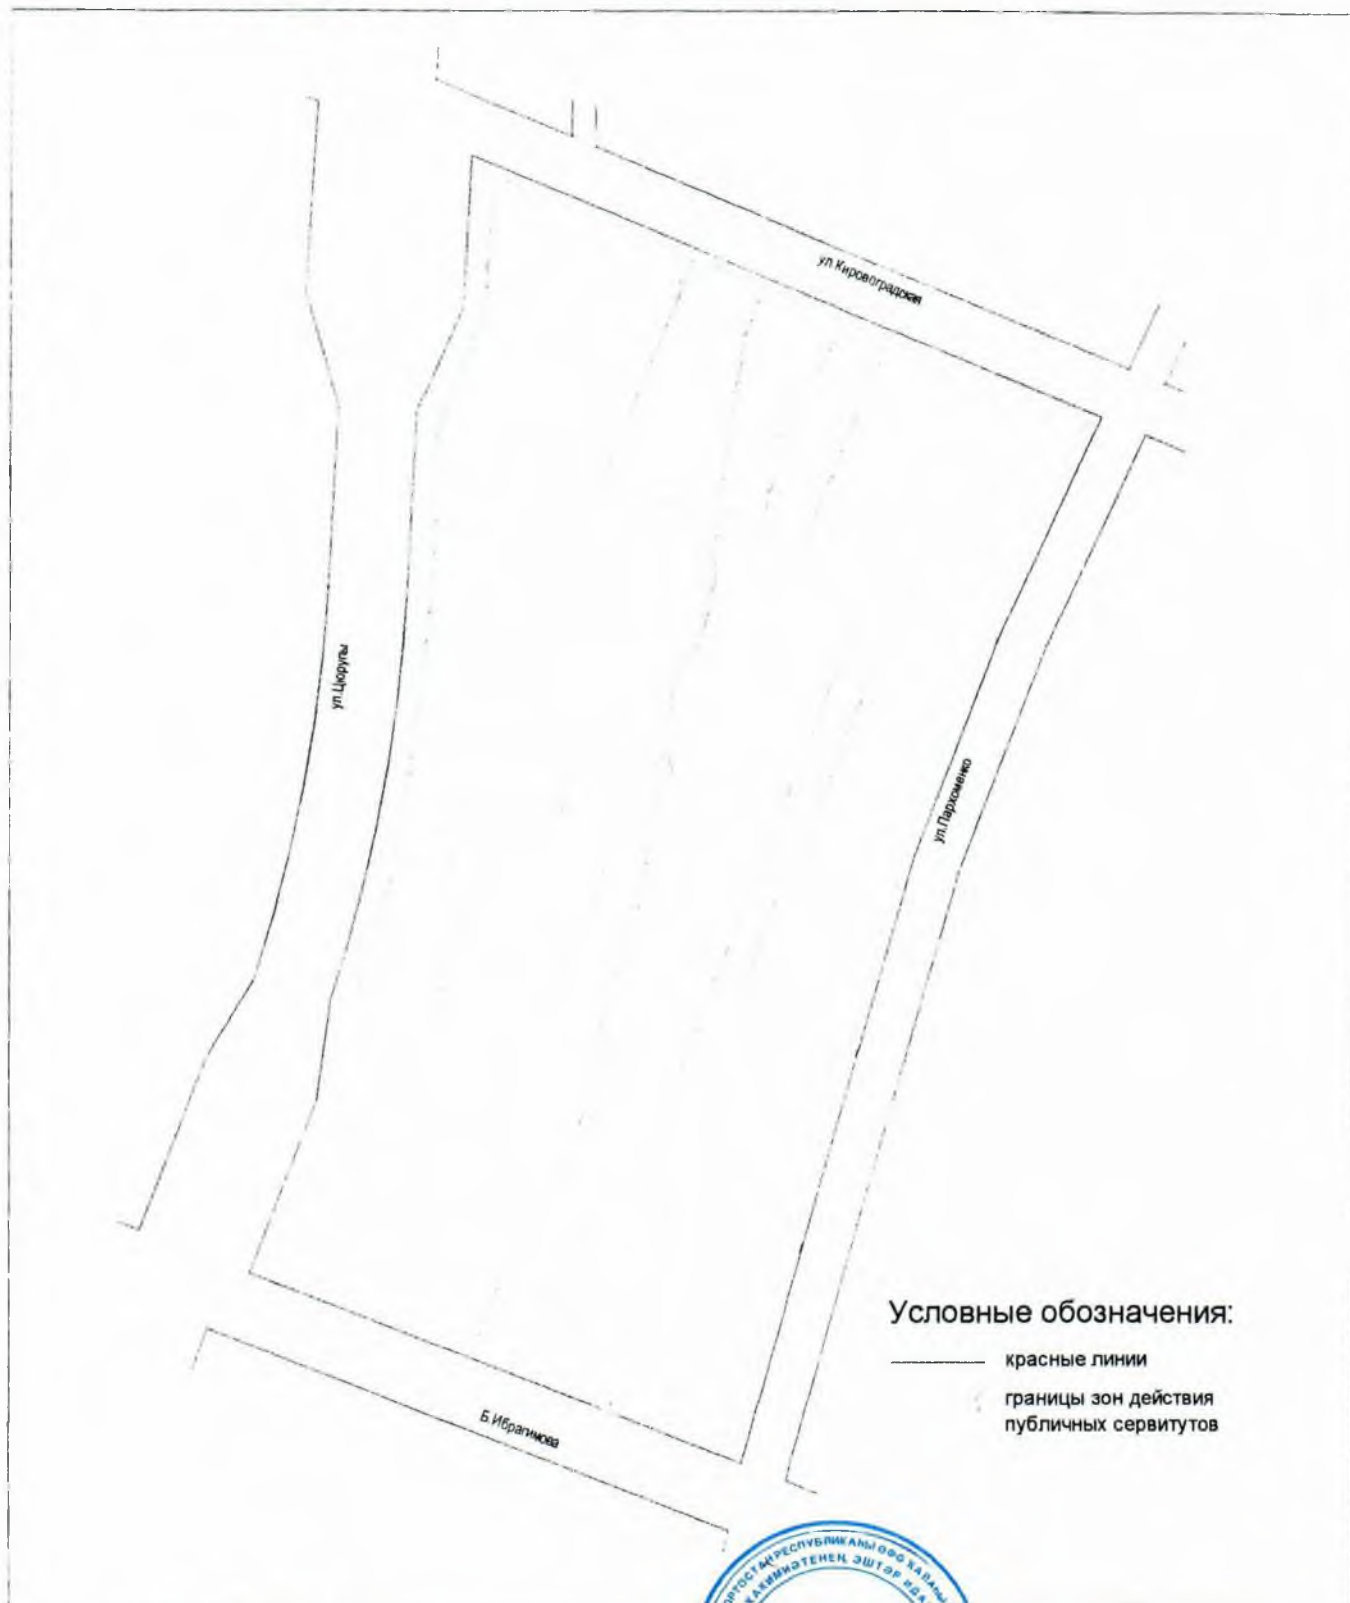 ул.Кировоградская
ул.Цюрупы
ул.Пархоменко
Условные обозначения:
красные линии
границы зон действия
публичных сервитутов
Б.Ибрагимова